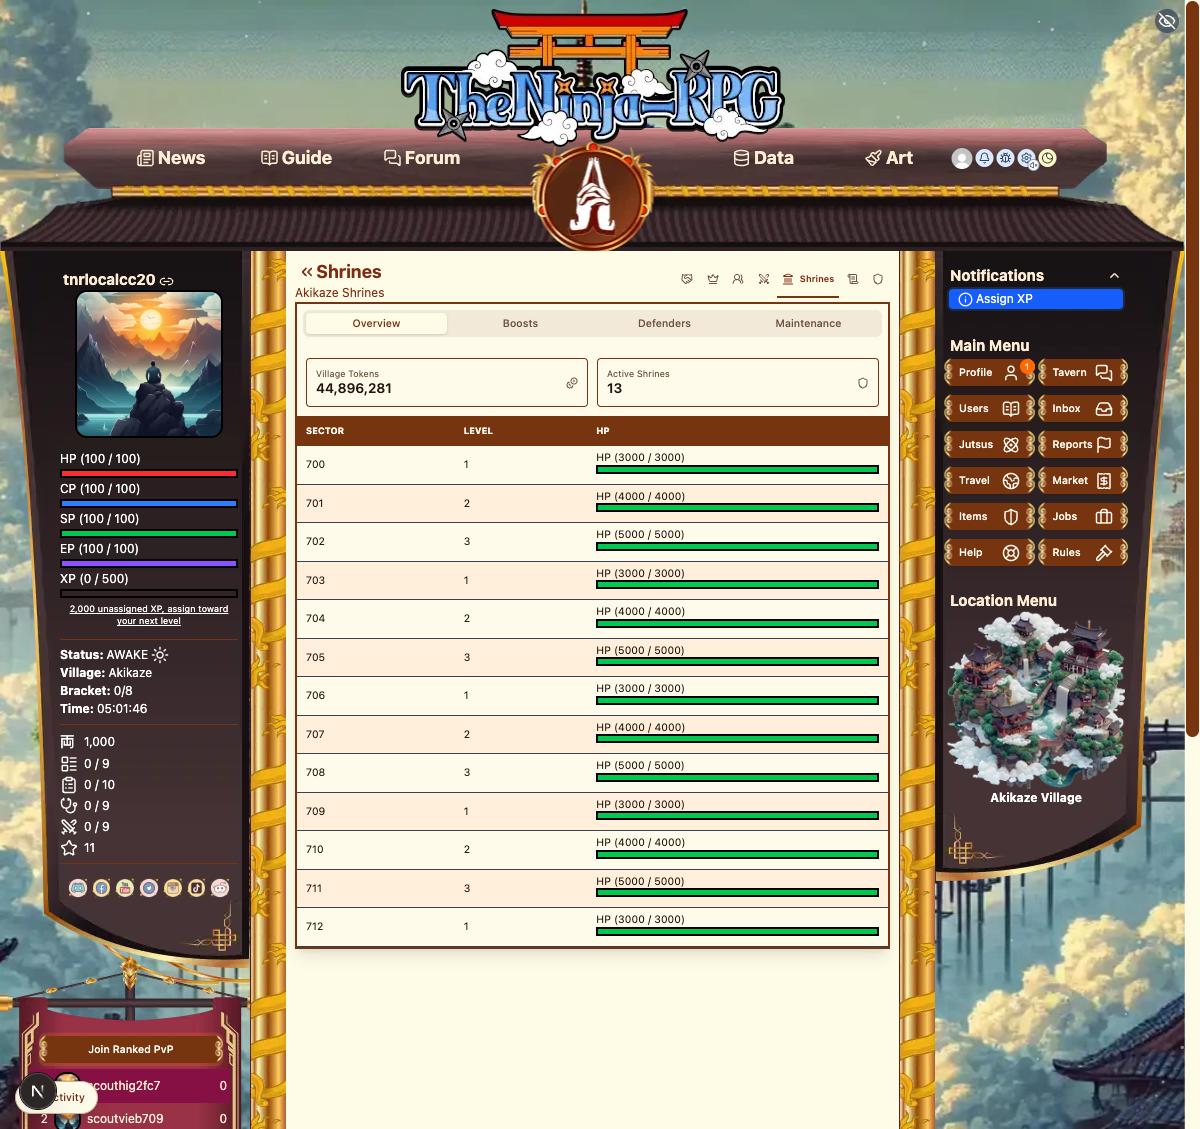 TheNinja-RPG
News
Guide
Forum
Data
Art
tnrlocalcc20
HP (100 / 100)
CP (100 / 100)
SP (100 / 100)
EP (100 / 100)
XP (0 / 500)
2,000 unassigned XP, assign toward
your next level
Status: AWAKE
Village: Akikaze
Bracket: 0/8
Time: 05:01:46
両 1,000
0 / 9
0 / 10
0 / 9
0 / 9
11
Join Ranked PvP
scouthig2fc7 0
2 scoutvieb709 0
N
Shrines
Akikaze Shrines
Shrines
Overview
Boosts
Defenders
Maintenance
Village Tokens
44,896,281
Active Shrines
13
SECTOR LEVEL HP
700 1 HP (3000 / 3000)
701 2 HP (4000 / 4000)
702 3 HP (5000 / 5000)
703 1 HP (3000 / 3000)
704 2 HP (4000 / 4000)
705 3 HP (5000 / 5000)
706 1 HP (3000 / 3000)
707 2 HP (4000 / 4000)
708 3 HP (5000 / 5000)
709 1 HP (3000 / 3000)
710 2 HP (4000 / 4000)
711 3 HP (5000 / 5000)
712 1 HP (3000 / 3000)
Notifications
Assign XP
Main Menu
Profile 1
Tavern
Users
Inbox
Jutsus
Reports
Travel
Market
Items
Jobs
Help
Rules
Location Menu
Akikaze Village